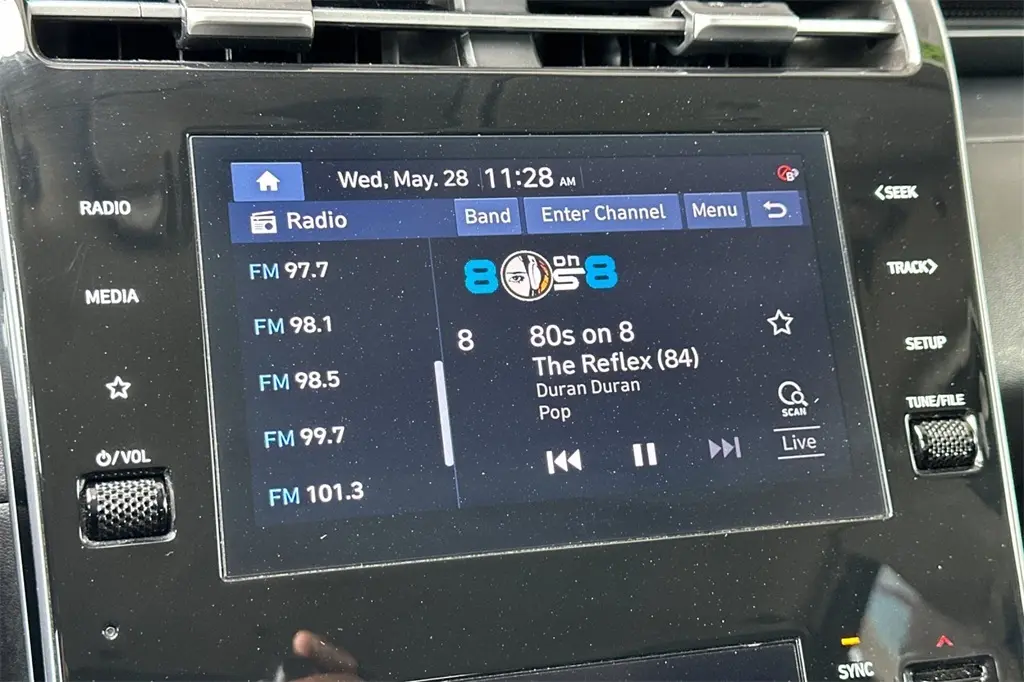 Wed, May. 28 11:28 AM
Radio Band Enter Channel Menu
FM 97.7
FM 98.1
FM 98.5
FM 99.7
FM 101.3
80s on 8
8 80s on 8
The Reflex (84)
Duran Duran
Pop
SCAN
Live
RADIO
MEDIA
/VOL
SEEK
TRACK
SETUP
TUNE/FILE
SYNC